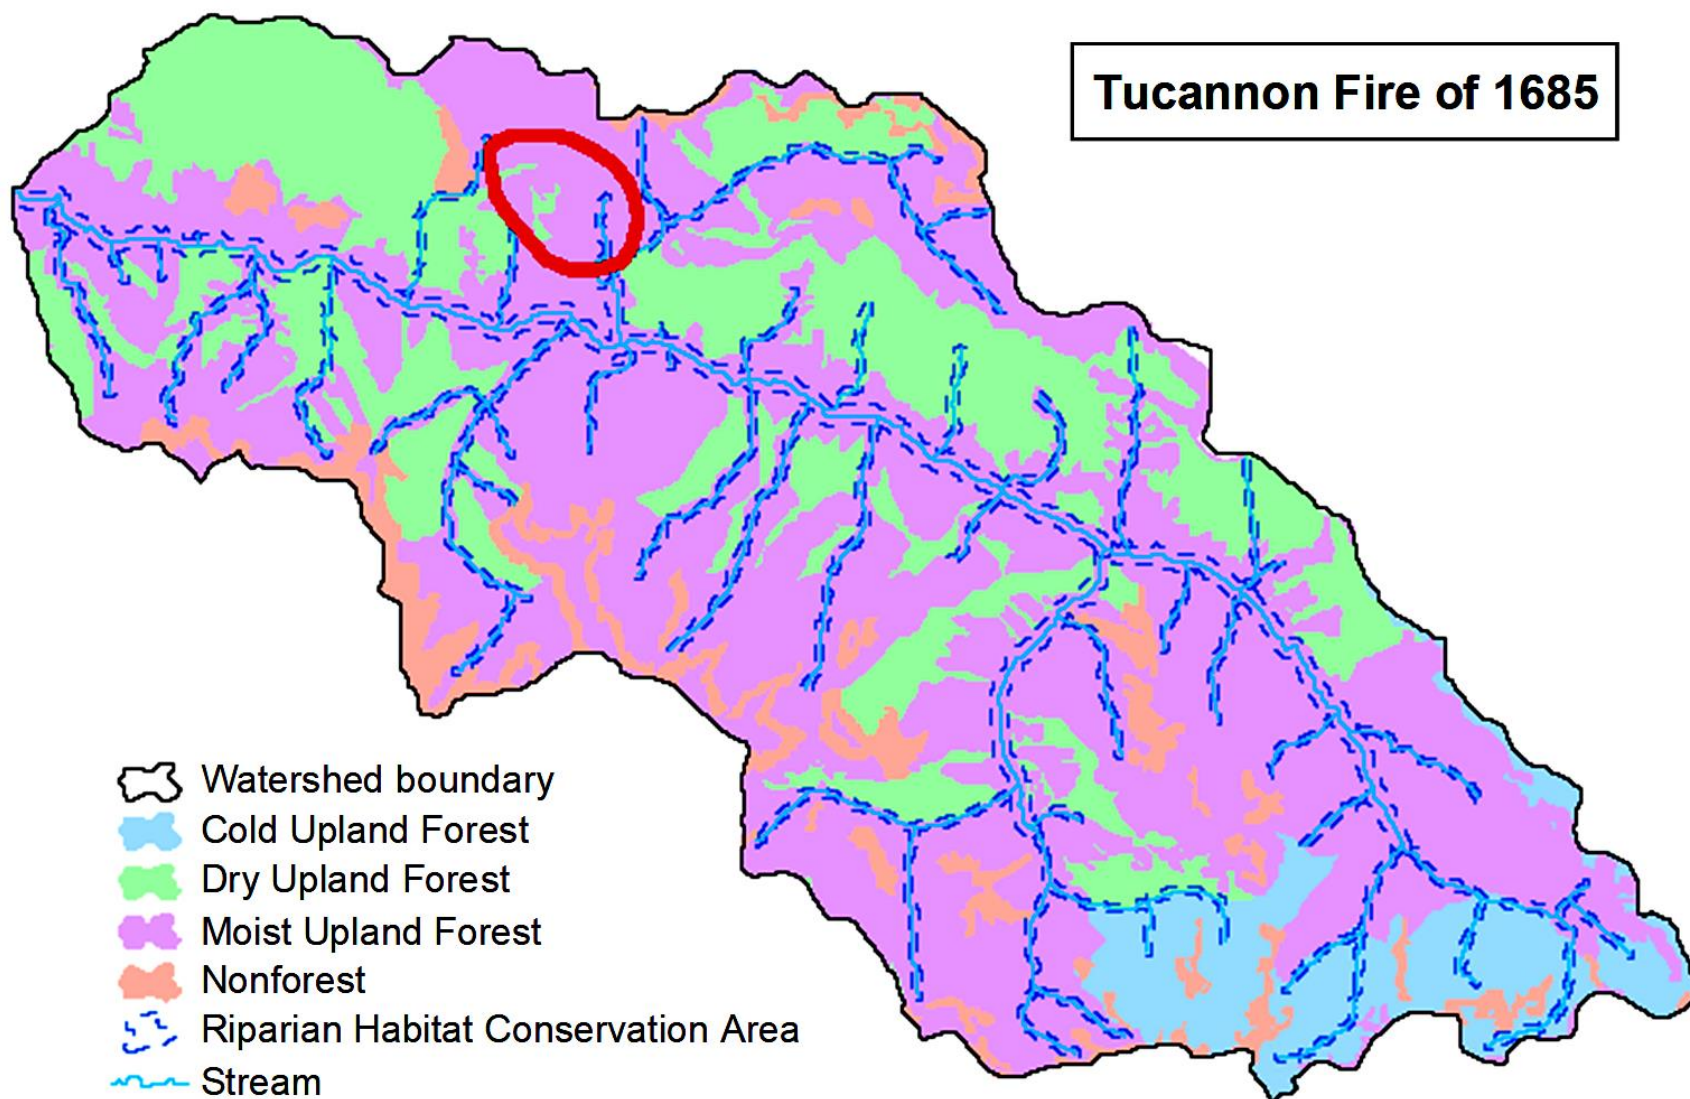 Tucannon Fire of 1685
Watershed boundary
Cold Upland Forest
Dry Upland Forest
Moist Upland Forest
Nonforest
Riparian Habitat Conservation Area
Stream